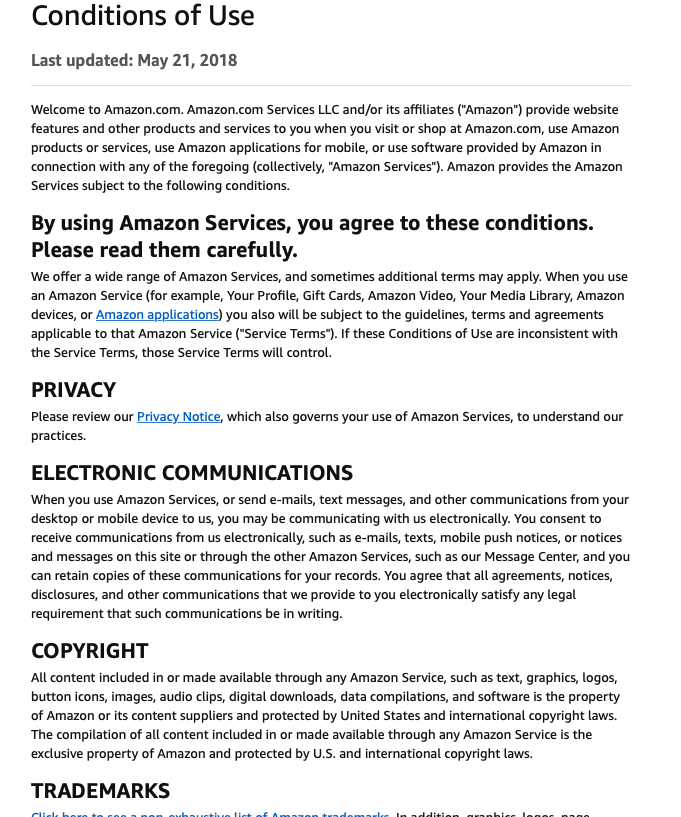 Conditions of Use
Last updated: May 21, 2018
Welcome to Amazon.com. Amazon.com Services LLC and/or its affiliates ("Amazon") provide website
features and other products and services to you when you visit or shop at Amazon.com, use Amazon
products or services, use Amazon applications for mobile, or use software provided by Amazon in
connection with any of the foregoing (collectively, "Amazon Services"). Amazon provides the Amazon
Services subject to the following conditions.
By using Amazon Services, you agree to these conditions.
Please read them carefully.
We offer a wide range of Amazon Services, and sometimes additional terms may apply. When you use
an Amazon Service (for example, Your Profile, Gift Cards, Amazon Video, Your Media Library, Amazon
devices, or Amazon applications) you also will be subject to the guidelines, terms and agreements
applicable to that Amazon Service ("Service Terms"). If these Conditions of Use are inconsistent with
the Service Terms, those Service Terms will control.
PRIVACY
Please review our Privacy Notice, which also governs your use of Amazon Services, to understand our
practices.
ELECTRONIC COMMUNICATIONS
When you use Amazon Services, or send e-mails, text messages, and other communications from your
desktop or mobile device to us, you may be communicating with us electronically. You consent to
receive communications from us electronically, such as e-mails, texts, mobile push notices, or notices
and messages on this site or through the other Amazon Services, such as our Message Center, and you
can retain copies of these communications for your records. You agree that all agreements, notices,
disclosures, and other communications that we provide to you electronically satisfy any legal
requirement that such communications be in writing.
COPYRIGHT
All content included in or made available through any Amazon Service, such as text, graphics, logos,
button icons, images, audio clips, digital downloads, data compilations, and software is the property
of Amazon or its content suppliers and protected by United States and international copyright laws.
The compilation of all content included in or made available through any Amazon Service is the
exclusive property of Amazon and protected by U.S. and international copyright laws.
TRADEMARKS
Click here to see a non-exhaustive list of Amazon trademarks. In addition, graphics, logos, page